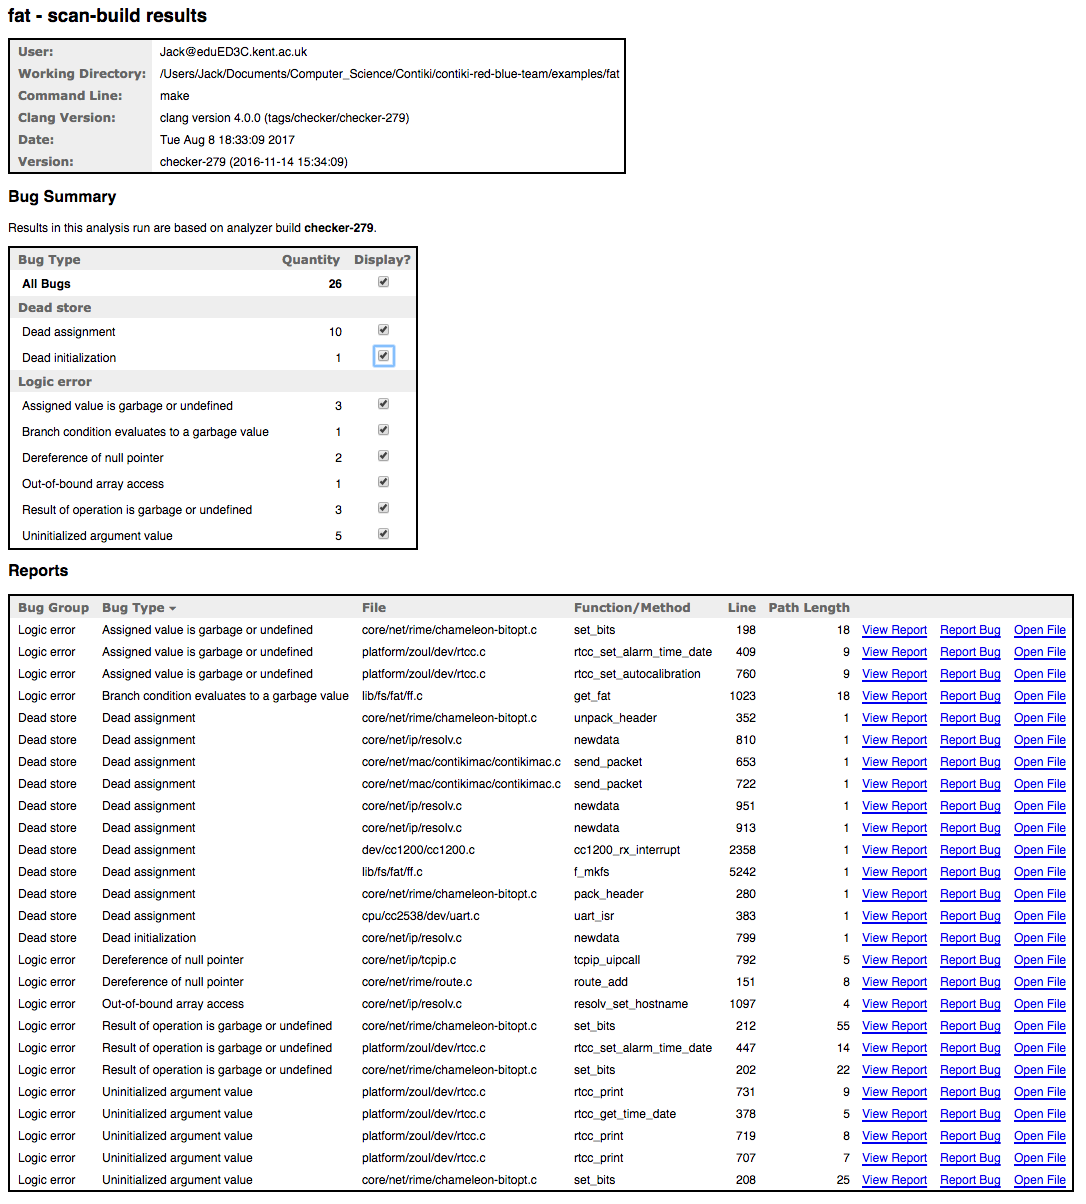 fat - scan-build results
User: Jack@eduED3C.kent.ac.uk
Working Directory: /Users/Jack/Documents/Computer_Science/Contiki/contiki-red-blue-team/examples/fat
Command Line: make
Clang Version: clang version 4.0.0 (tags/checker/checker-279)
Date: Tue Aug 8 18:33:09 2017
Version: checker-279 (2016-11-14 15:34:09)
Bug Summary
Results in this analysis run are based on analyzer build checker-279.
Bug Type Quantity Display?
All Bugs 26
Dead store
Dead assignment 10
Dead initialization 1
Logic error
Assigned value is garbage or undefined 3
Branch condition evaluates to a garbage value 1
Dereference of null pointer 2
Out-of-bound array access 1
Result of operation is garbage or undefined 3
Uninitialized argument value 5
Reports
Bug Group Bug Type File Function/Method Line Path Length
Logic error Assigned value is garbage or undefined core/net/rime/chameleon-bitopt.c set_bits 198 18 View Report Report Bug Open File
Logic error Assigned value is garbage or undefined platform/zoul/dev/rtcc.c rtcc_set_alarm_time_date 409 9 View Report Report Bug Open File
Logic error Assigned value is garbage or undefined platform/zoul/dev/rtcc.c rtcc_set_autocalibration 760 9 View Report Report Bug Open File
Logic error Branch condition evaluates to a garbage value lib/fs/fat/ff.c get_fat 1023 18 View Report Report Bug Open File
Dead store Dead assignment core/net/rime/chameleon-bitopt.c unpack_header 352 1 View Report Report Bug Open File
Dead store Dead assignment core/net/ip/resolv.c newdata 810 1 View Report Report Bug Open File
Dead store Dead assignment core/net/mac/contikimac/contikimac.c send_packet 653 1 View Report Report Bug Open File
Dead store Dead assignment core/net/mac/contikimac/contikimac.c send_packet 722 1 View Report Report Bug Open File
Dead store Dead assignment core/net/ip/resolv.c newdata 951 1 View Report Report Bug Open File
Dead store Dead assignment core/net/ip/resolv.c newdata 913 1 View Report Report Bug Open File
Dead store Dead assignment dev/cc1200/cc1200.c cc1200_rx_interrupt 2358 1 View Report Report Bug Open File
Dead store Dead assignment lib/fs/fat/ff.c f_mkfs 5242 1 View Report Report Bug Open File
Dead store Dead assignment core/net/rime/chameleon-bitopt.c pack_header 280 1 View Report Report Bug Open File
Dead store Dead assignment cpu/cc2538/dev/uart.c uart_isr 383 1 View Report Report Bug Open File
Dead store Dead initialization core/net/ip/resolv.c newdata 799 1 View Report Report Bug Open File
Logic error Dereference of null pointer core/net/ip/tcpip.c tcpip_uipcall 792 5 View Report Report Bug Open File
Logic error Dereference of null pointer core/net/rime/route.c route_add 151 8 View Report Report Bug Open File
Logic error Out-of-bound array access core/net/ip/resolv.c resolv_set_hostname 1097 4 View Report Report Bug Open File
Logic error Result of operation is garbage or undefined core/net/rime/chameleon-bitopt.c set_bits 212 55 View Report Report Bug Open File
Logic error Result of operation is garbage or undefined platform/zoul/dev/rtcc.c rtcc_set_alarm_time_date 447 14 View Report Report Bug Open File
Logic error Result of operation is garbage or undefined core/net/rime/chameleon-bitopt.c set_bits 202 22 View Report Report Bug Open File
Logic error Uninitialized argument value platform/zoul/dev/rtcc.c rtcc_print 731 9 View Report Report Bug Open File
Logic error Uninitialized argument value platform/zoul/dev/rtcc.c rtcc_get_time_date 378 5 View Report Report Bug Open File
Logic error Uninitialized argument value platform/zoul/dev/rtcc.c rtcc_print 719 8 View Report Report Bug Open File
Logic error Uninitialized argument value platform/zoul/dev/rtcc.c rtcc_print 707 7 View Report Report Bug Open File
Logic error Uninitialized argument value core/net/rime/chameleon-bitopt.c set_bits 208 25 View Report Report Bug Open File